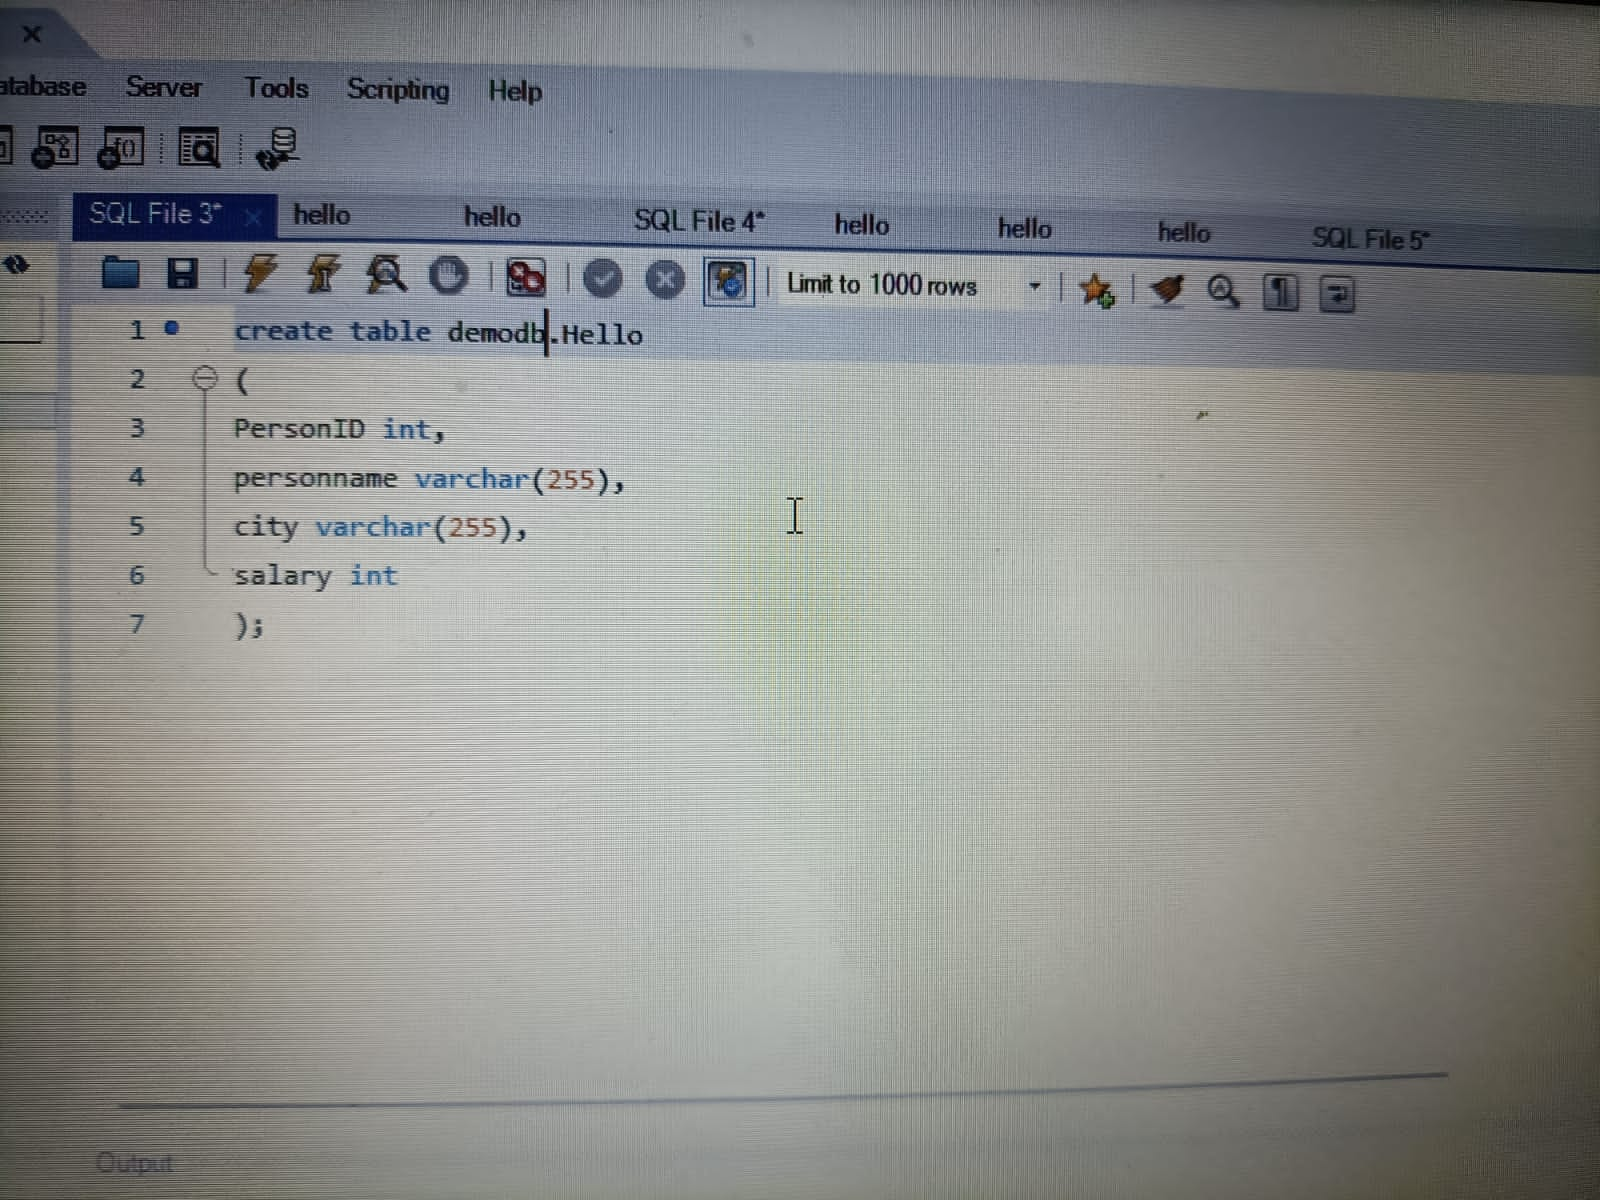 Server Tools Scripting Help
SQL File 3* hello hello SQL File 4* hello hello hello SQL File 5*
Limit to 1000 rows
1 create table demodb.Hello
2 (
3 PersonID int,
4 personname varchar(255),
5 city varchar(255),
6 salary int
7 );
Output